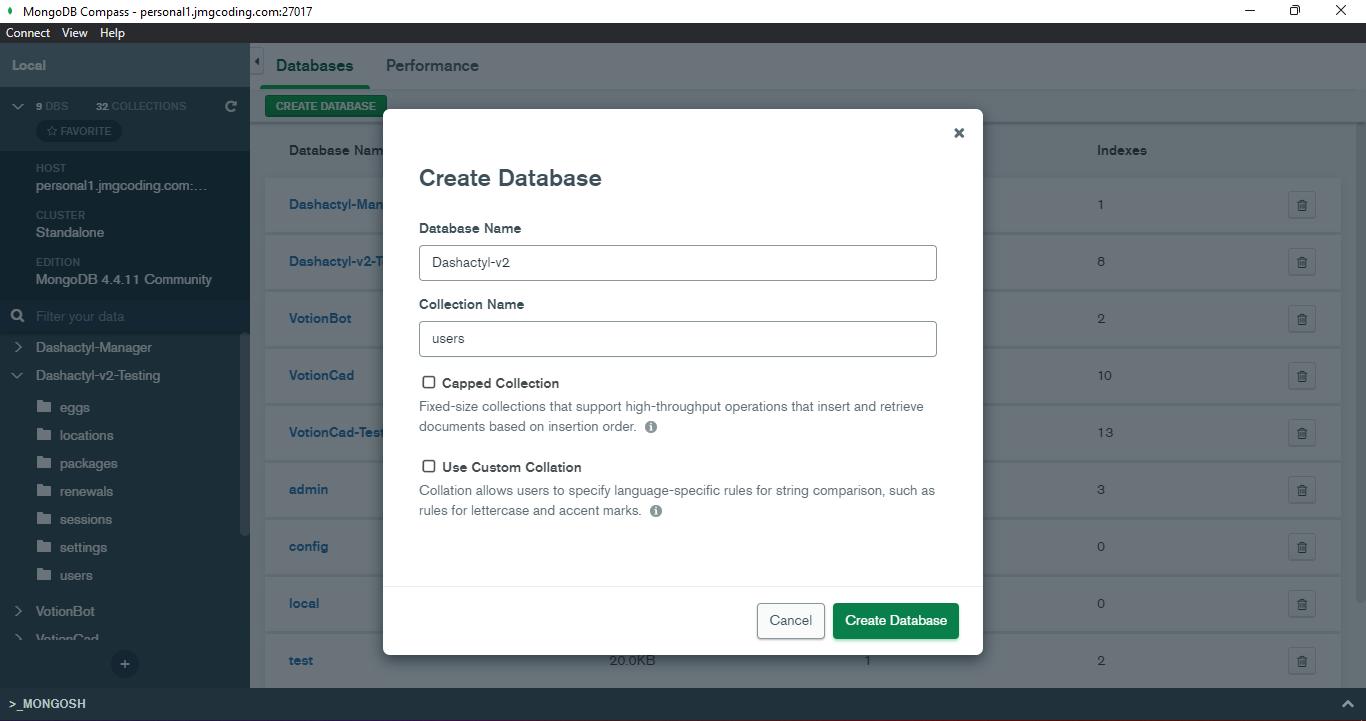 MongoDB Compass - personal1.jmgcoding.com:27017
Connect View Help
Local
9 DBS 32 COLLECTIONS
FAVORITE
HOST
personal1.jmgcoding.com:...
CLUSTER
Standalone
EDITION
MongoDB 4.4.11 Community
Filter your data
Dashactyl-Manager
Dashactyl-v2-Testing
eggs
locations
packages
renewals
sessions
settings
users
VotionBot
VotionCad
>_MONGOSH
Databases Performance
CREATE DATABASE
Database Nam Indexes
Dashactyl-Man 1
Dashactyl-v2-T 8
VotionBot 2
VotionCad 10
VotionCad-Test 13
admin 3
config 0
local 0
test 20.0KB 1 2
Create Database
Database Name
Dashactyl-v2
Collection Name
users
Capped Collection
Fixed-size collections that support high-throughput operations that insert and retrieve
documents based on insertion order.
Use Custom Collation
Collation allows users to specify language-specific rules for string comparison, such as
rules for lettercase and accent marks.
Cancel Create Database